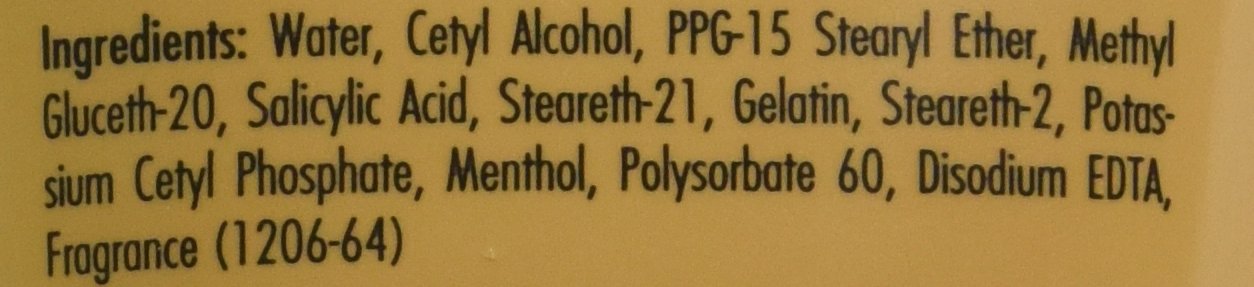 Ingredients: Water, Cetyl Alcohol, PPG-15 Stearyl Ether, Methyl
Gluceth-20, Salicylic Acid, Steareth-21, Gelatin, Steareth-2, Potas-
sium Cetyl Phosphate, Menthol, Polysorbate 60, Disodium EDTA,
Fragrance (1206-64)